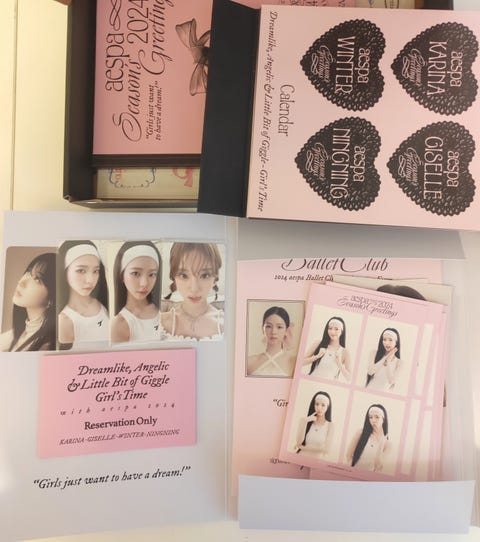 aespa
Season's 2024
Greetings
"Girls just want
to have a dream!"
Dreamlike, Angelic & Little Bit of Giggle - Girl's Time
Calendar
aespa
WINTER
aespa
KARINA
aespa
NINGNING
aespa
GISELLE
Dreamlike, Angelic
& Little Bit of Giggle
Girl's Time
with aespa 2024
Reservation Only
KARINA-GISELLE-WINTER-NINGNING
"Girls just want to have a dream!"
Ballet Club
2024 aespa Ballet
aespa 2024
Season's Greetings